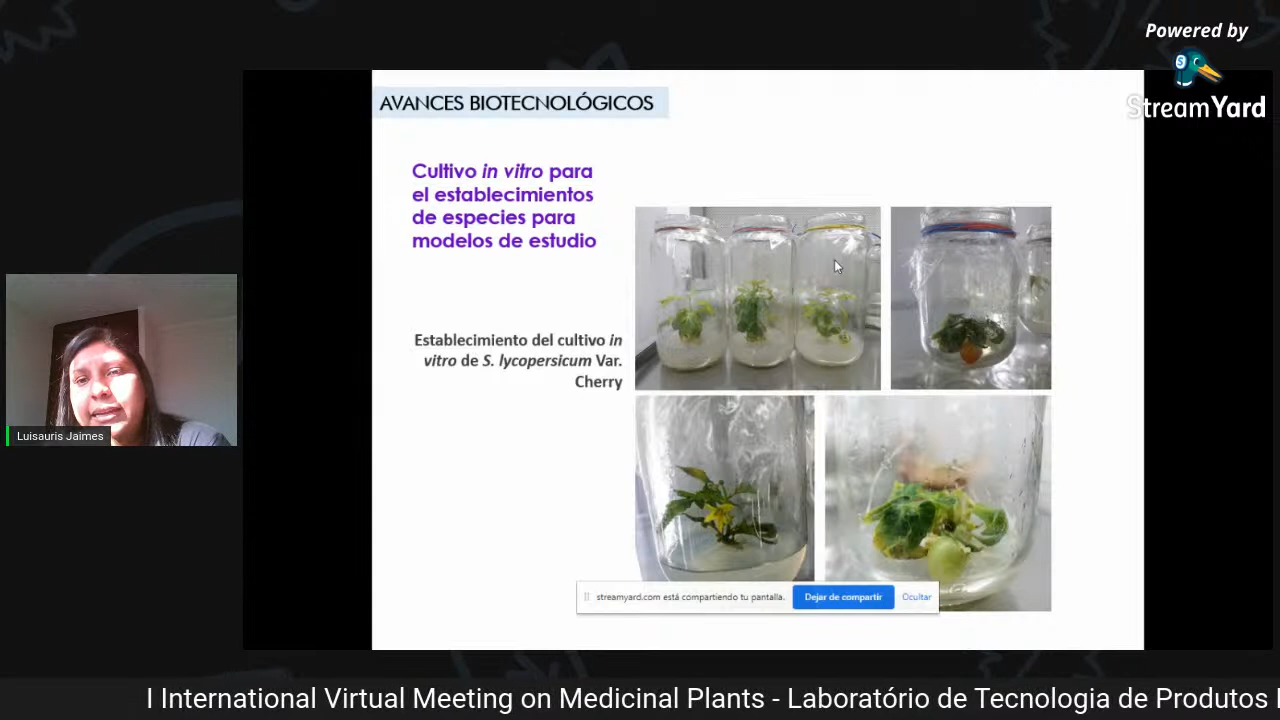 Powered by
StreamYard
AVANCES BIOTECNOLÓGICOS
Cultivo in vitro para
el establecimientos
de especies para
modelos de estudio
Establecimiento del cultivo in
vitro de S. lycopersicum Var.
Cherry
Luisauris Jaimes
streamyard.com está compartiendo tu pantalla.
Dejar de compartir
Ocultar
I International Virtual Meeting on Medicinal Plants - Laboratório de Tecnologia de Produtos